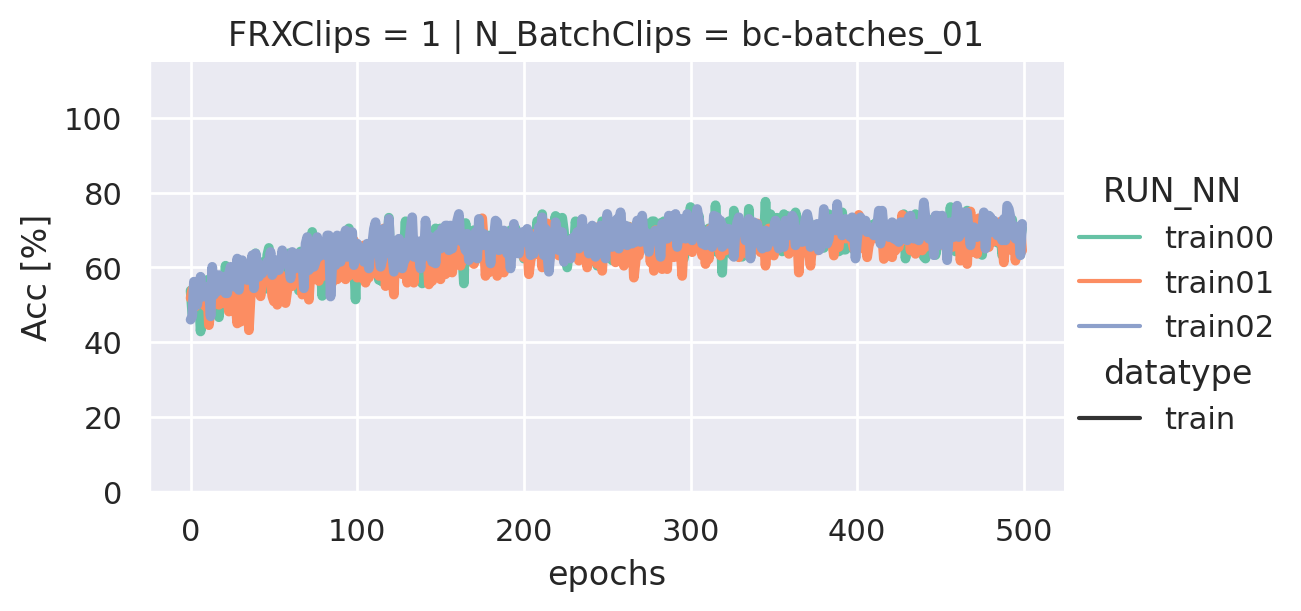 FRXClips = 1 | N_BatchClips = bc-batches_01
100
80
60
40
20
0
Acc [%]
0 100 200 300 400 500
epochs
RUN_NN
train00
train01
train02
datatype
train